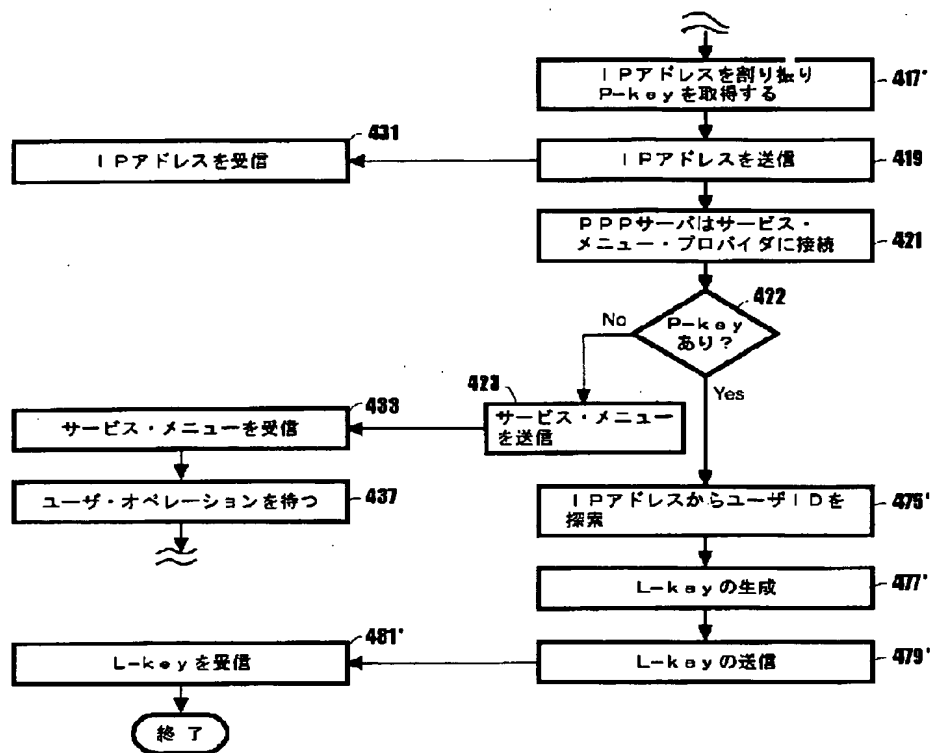 IPアドレスを割り振り
P-keyを取得する
417'
431
IPアドレスを受信
IPアドレスを送信
419
PPPサーバはサービス・
メニュー・プロバイダに接続
421
422
P-key
あり?
No
Yes
423
サービス・メニュー
を送信
433
サービス・メニューを受信
437
ユーザ・オペレーションを待つ
IPアドレスからユーザIDを
探索
475'
L-keyの生成
477'
481'
L-keyを受信
L-keyの送信
479'
終了